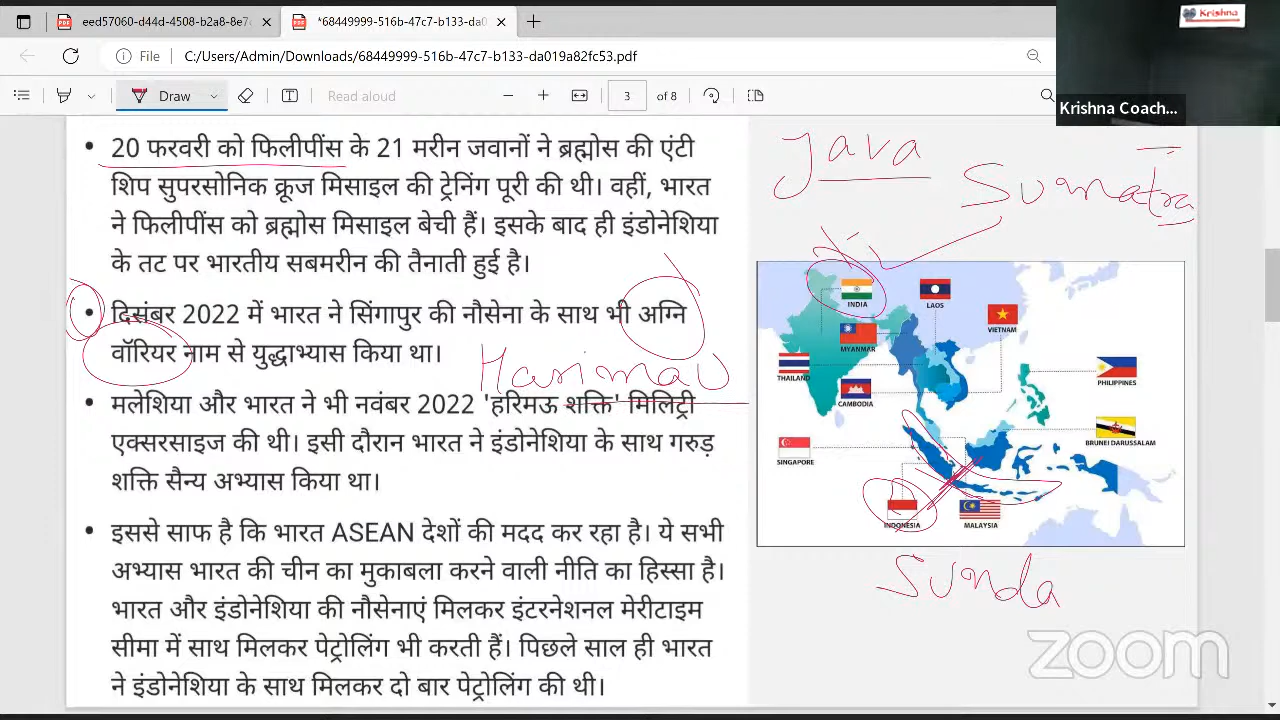 eed57060-d44d-4508-b2a8-8e7c
*68449999-516b-47c7-b133-da0
Krishna
File C:/Users/Admin/Downloads/68449999-516b-47c7-b133-da019a82fc53.pdf
Draw Read aloud 3 of 8
Krishna Coach...
• 20 फरवरी को फिलीपींस के 21 मरीन जवानों ने ब्रह्मोस की एंटी
शिप सुपरसोनिक क्रूज मिसाइल की ट्रेनिंग पूरी की थी। वहीं, भारत
ने फिलीपींस को ब्रह्मोस मिसाइल बेची हैं। इसके बाद ही इंडोनेशिया
के तट पर भारतीय सबमरीन की तैनाती हुई है।
• दिसंबर 2022 में भारत ने सिंगापुर की नौसेना के साथ भी अग्नि
वॉरियर नाम से युद्धाभ्यास किया था।
Harimau
• मलेशिया और भारत ने भी नवंबर 2022 'हरिमऊ शक्ति' मिलिट्री
एक्सरसाइज की थी। इसी दौरान भारत ने इंडोनेशिया के साथ गरुड़
शक्ति सैन्य अभ्यास किया था।
• इससे साफ है कि भारत ASEAN देशों की मदद कर रहा है। ये सभी
अभ्यास भारत की चीन का मुकाबला करने वाली नीति का हिस्सा है।
भारत और इंडोनेशिया की नौसेनाएं मिलकर इंटरनेशनल मेरीटाइम
सीमा में साथ मिलकर पेट्रोलिंग भी करती हैं। पिछले साल ही भारत
ने इंडोनेशिया के साथ मिलकर दो बार पेट्रोलिंग की थी।
Java
Sumatra
INDIA
LAOS
VIETNAM
MYANMAR
THAILAND
PHILIPPINES
CAMBODIA
BRUNEI DARUSSALAM
SINGAPORE
INDONESIA
MALAYSIA
Sunda
zoom